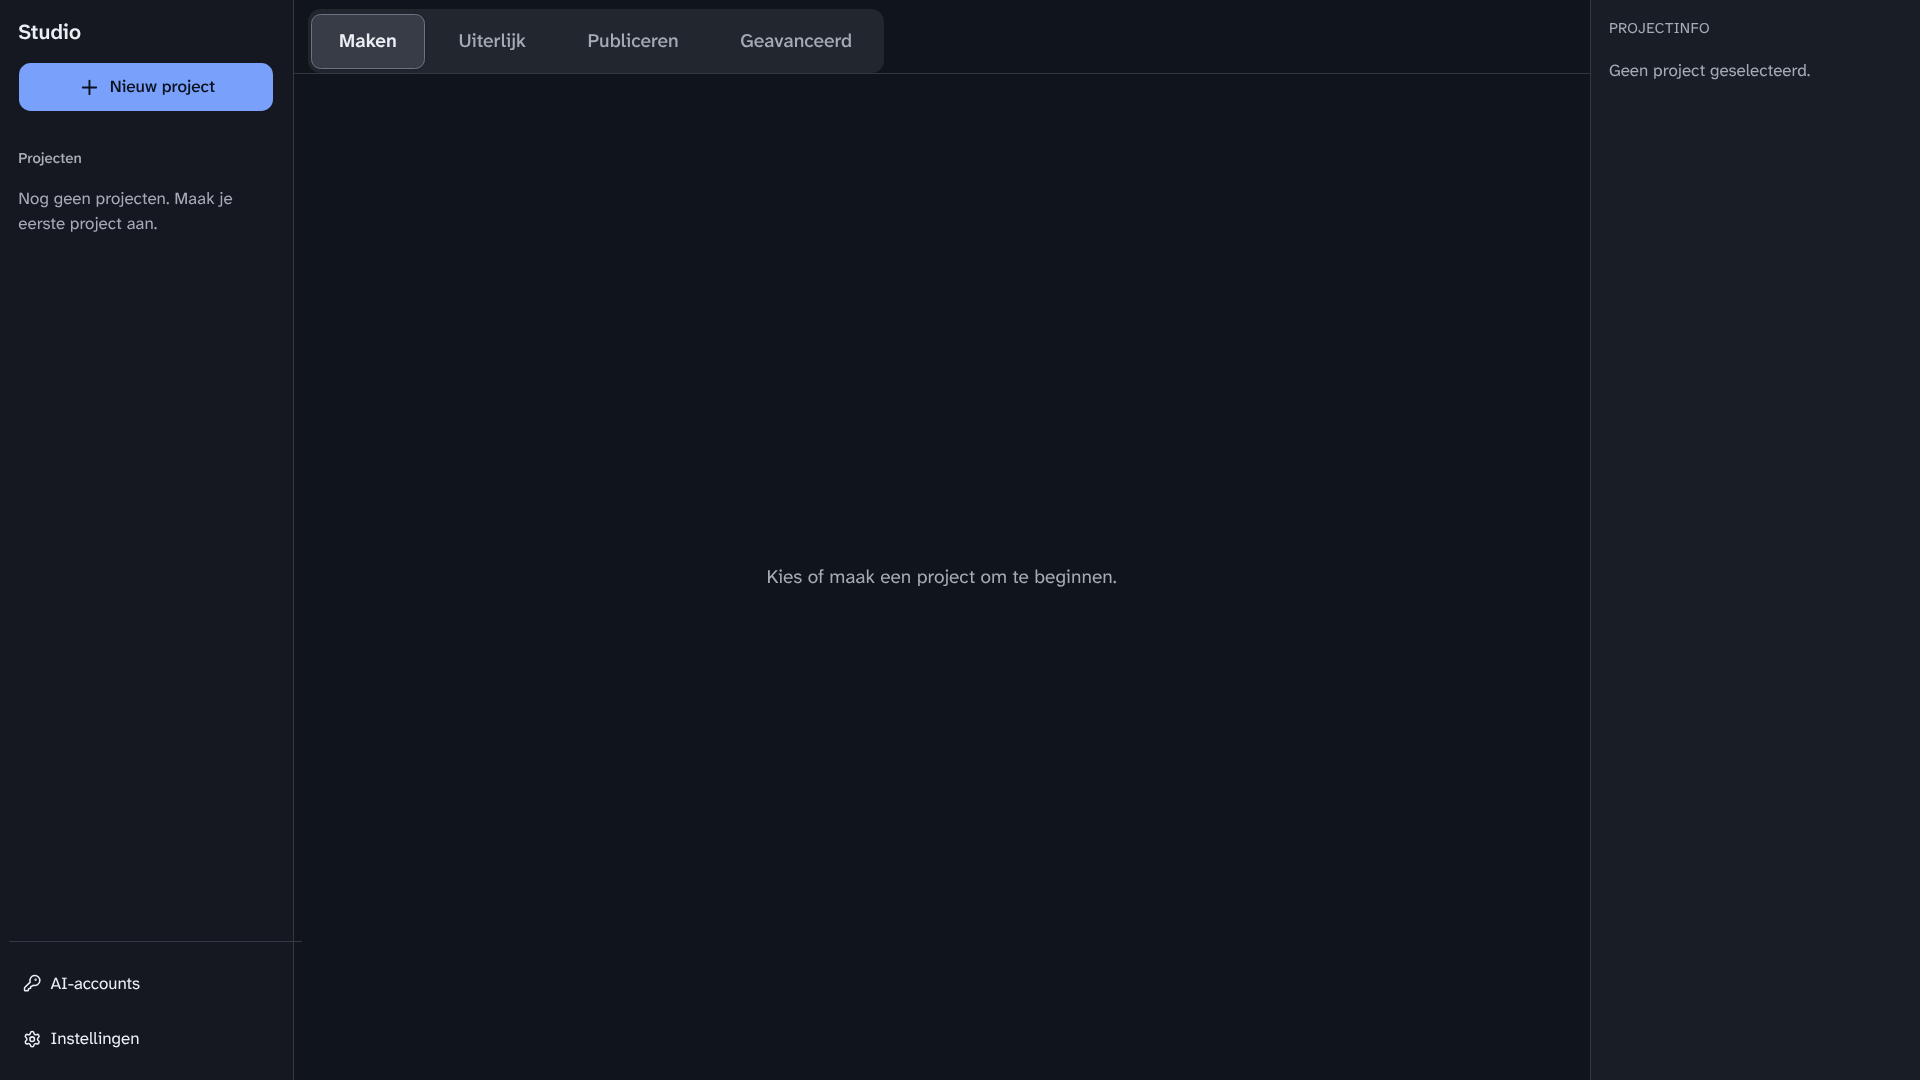 Studio
Nieuw project
Projecten
Nog geen projecten. Maak je
eerste project aan.
AI-accounts
Instellingen
Maken
Uiterlijk
Publiceren
Geavanceerd
Kies of maak een project om te beginnen.
PROJECTINFO
Geen project geselecteerd.